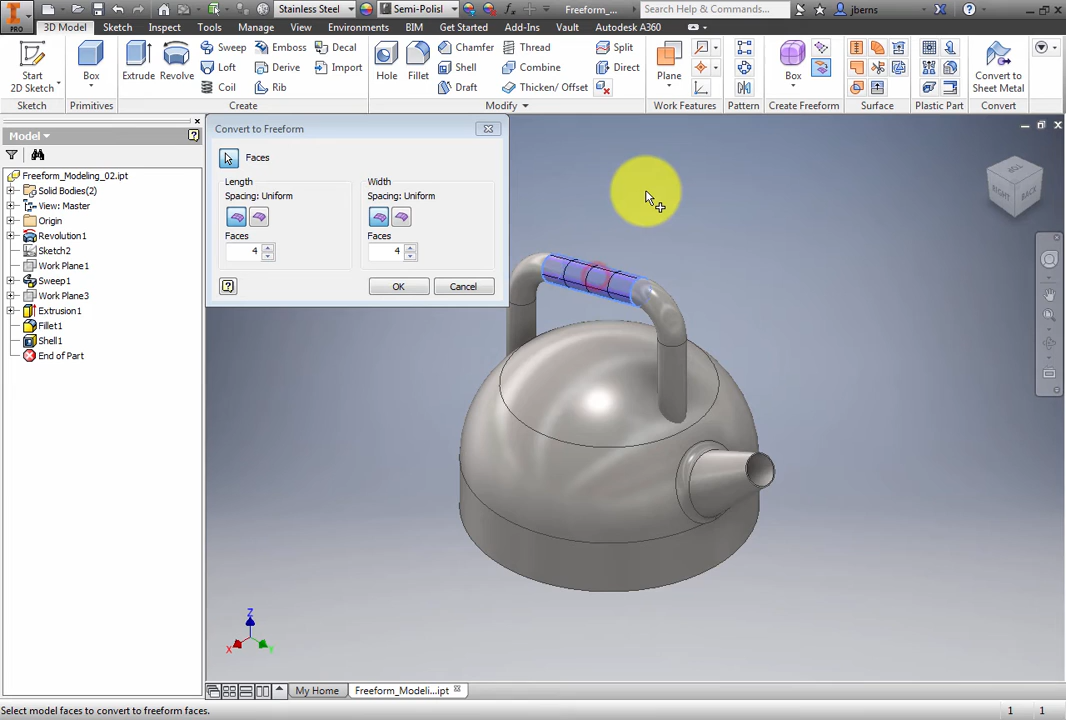 Stainless Steel
Semi-Polisl
Freeform_...
Search Help & Commands...
jberns
PRO
3D Model
Sketch
Inspect
Tools
Manage
View
Environments
BIM
Get Started
Add-Ins
Vault
Autodesk A360
Start
2D Sketch
Box
Extrude
Revolve
Sweep
Emboss
Decal
Loft
Derive
Import
Coil
Rib
Hole
Fillet
Chamfer
Thread
Split
Shell
Combine
Direct
Draft
Thicken/ Offset
Plane
Box
Convert to
Sheet Metal
Sketch
Primitives
Create
Modify
Work Features
Pattern
Create Freeform
Surface
Plastic Part
Convert
Model
Freeform_Modeling_02.ipt
Solid Bodies(2)
View: Master
Origin
Revolution1
Sketch2
Work Plane1
Sweep1
Work Plane3
Extrusion1
Fillet1
Shell1
End of Part
Convert to Freeform
Faces
Length
Spacing: Uniform
Faces
4
Width
Spacing: Uniform
Faces
4
OK
Cancel
TOP
RIGHT
BACK
Z
X
Y
My Home
Freeform_Modeli...ipt
Select model faces to convert to freeform faces.
1
1